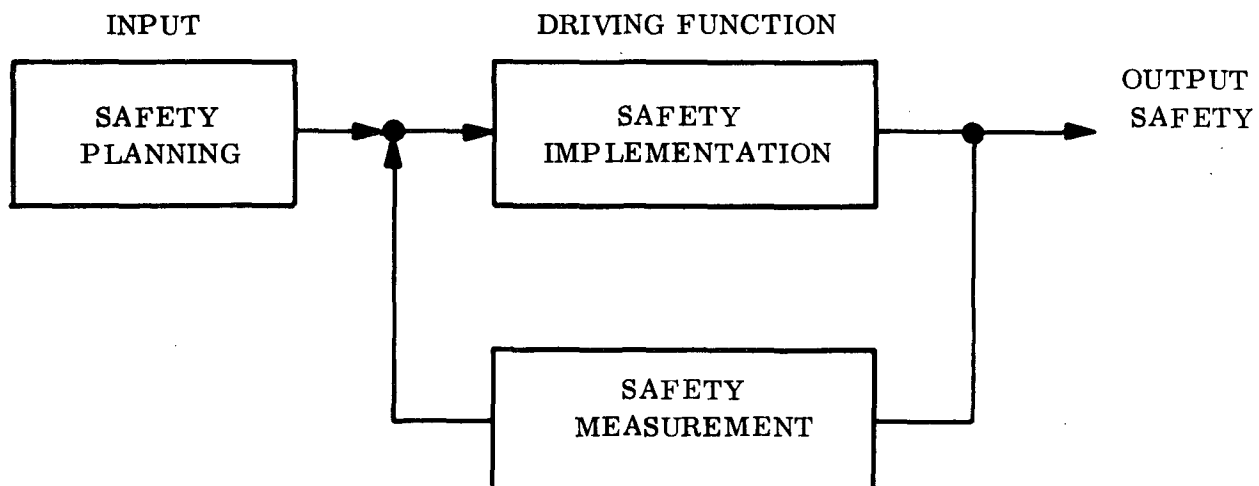 INPUT
DRIVING FUNCTION
SAFETY
PLANNING
SAFETY
IMPLEMENTATION
OUTPUT
SAFETY
SAFETY
MEASUREMENT